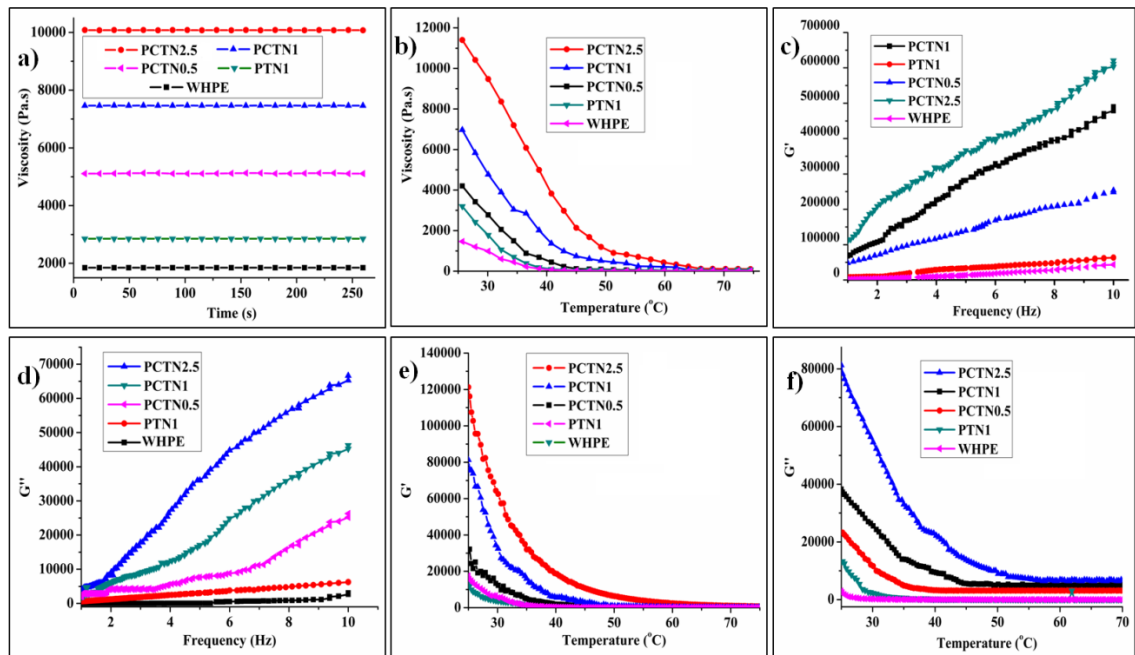 a)
10000
8000
6000
4000
2000
Viscosity (Pa.s)
PCTN2.5 PCTN1
PCTN0.5 PTN1
WHPE
0 50 100 150 200 250
Time (s)
b)
12000
10000
8000
6000
4000
2000
0
Viscosity (Pa.s)
PCTN2.5
PCTN1
PCTN0.5
PTN1
WHPE
30 40 50 60 70
Temperature (°C)
c)
700000
600000
500000
400000
300000
200000
100000
0
G'
PCTN1
PTN1
PCTN0.5
PCTN2.5
WHPE
2 4 6 8 10
Frequency (Hz)
d)
70000
60000
50000
40000
30000
20000
10000
0
G''
PCTN2.5
PCTN1
PCTN0.5
PTN1
WHPE
2 4 6 8 10
Frequency (Hz)
e)
140000
120000
100000
80000
60000
40000
20000
0
G'
PCTN2.5
PCTN1
PCTN0.5
PTN1
WHPE
30 40 50 60 70
Temperature (°C)
f)
80000
60000
40000
20000
0
G''
PCTN2.5
PCTN1
PCTN0.5
PTN1
WHPE
30 40 50 60 70
Temperature (°C)